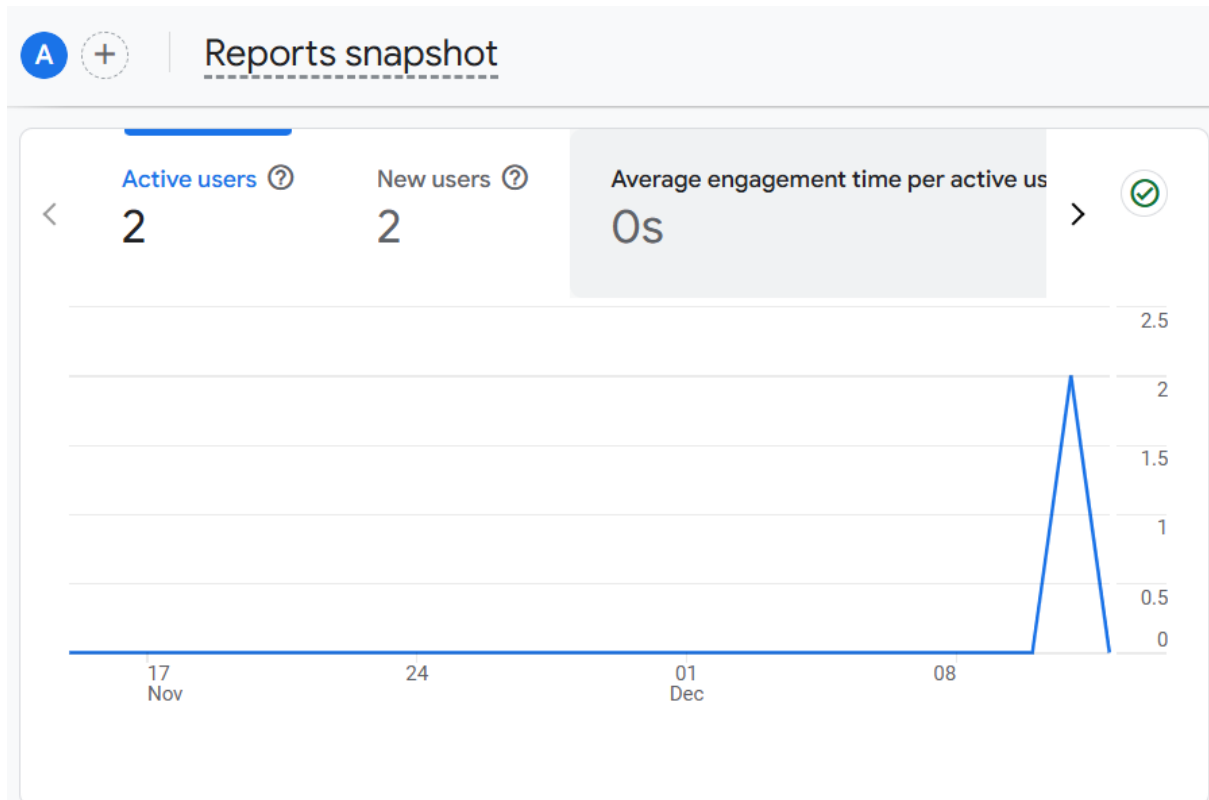 A + Reports snapshot
Active users ? New users ? Average engagement time per active us
2 2 0s
2.5
2
1.5
1
0.5
0
17 24 01 08
Nov Dec